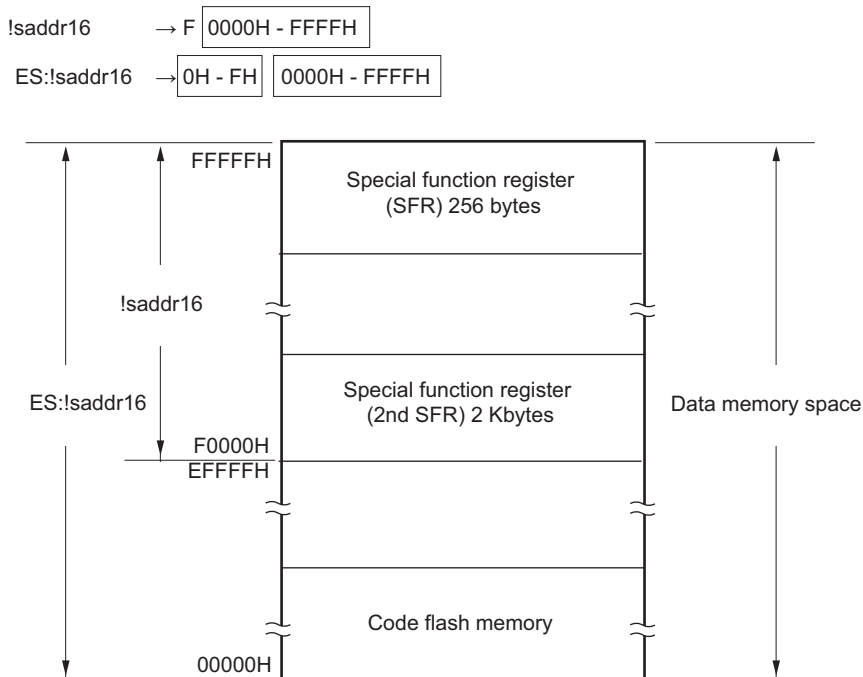 !saddr16 → F 0000H - FFFFH
ES:!saddr16 → 0H - FH 0000H - FFFFH
FFFFFH
Special function register
(SFR) 256 bytes
!saddr16
Special function register
(2nd SFR) 2 Kbytes
ES:!saddr16
Data memory space
F0000H
EFFFFH
Code flash memory
00000H